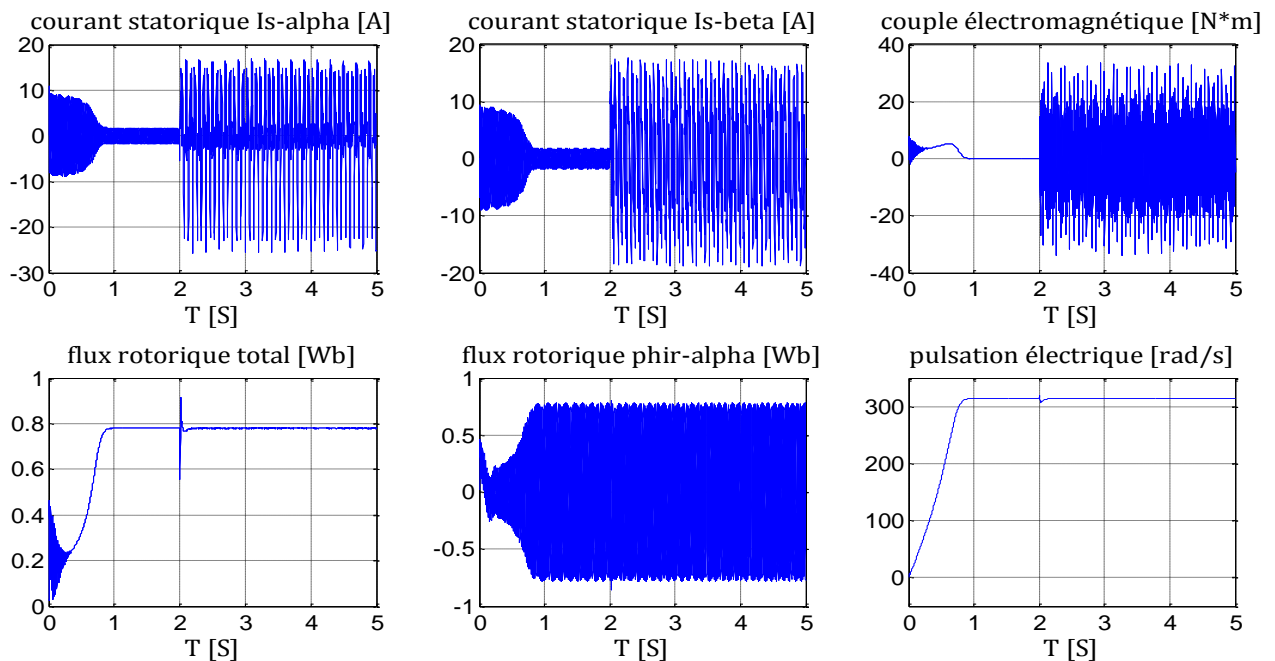 courant statorique Is-alpha [A]
20
10
0
-10
-20
-30
0 1 2 3 4 5
T [S]
courant statorique Is-beta [A]
20
10
0
-10
20
0 1 2 3 4 5
T [S]
couple électromagnétique [N*m]
40
20
0
-20
-40
0 1 2 3 4 5
T [S]
flux rotorique total [Wb]
1
0.8
0.6
0.4
0.2
0
0 1 2 3 4 5
T [S]
flux rotorique phir-alpha [Wb]
1
0.5
0
-0.5
-1
0 1 2 3 4 5
T [S]
pulsation électrique [rad/s]
300
200
100
0
0 1 2 3 4 5
T [S]